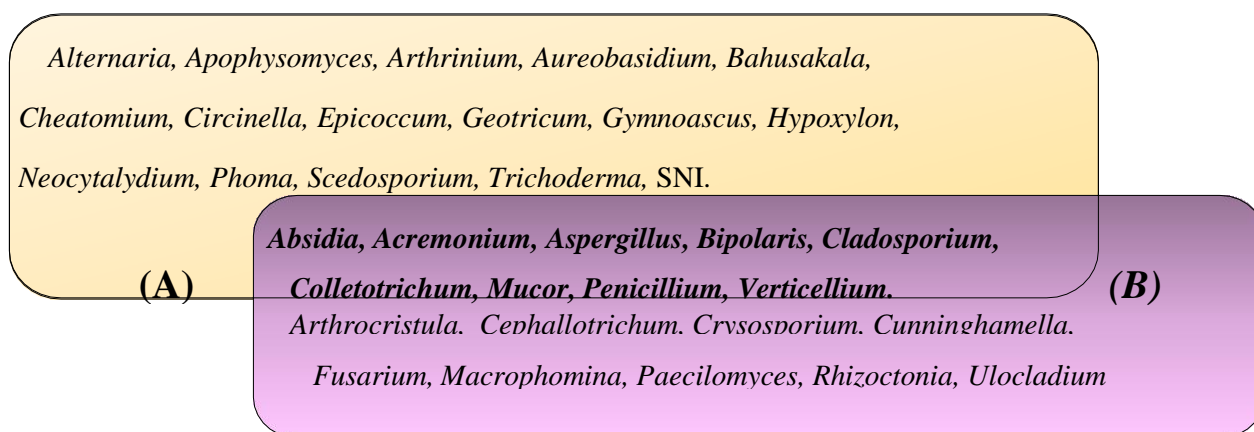 Alternaria, Apophysomyces, Arthrinium, Aureobasidium, Bahusakala,
Cheatomium, Circinella, Epicoccum, Geotricum, Gymnoascus, Hypoxylon,
Neocytalydium, Phoma, Scedosporium, Trichoderma, SNI.
Absidia, Acremonium, Aspergillus, Bipolaris, Cladosporium,
(A) Colletotrichum, Mucor, Penicillium, Verticellium. (B)
Arthrocristula, Cephallotrichum, Crysosporium, Cunninghamella,
Fusarium, Macrophomina, Paecilomyces, Rhizoctonia, Ulocladium